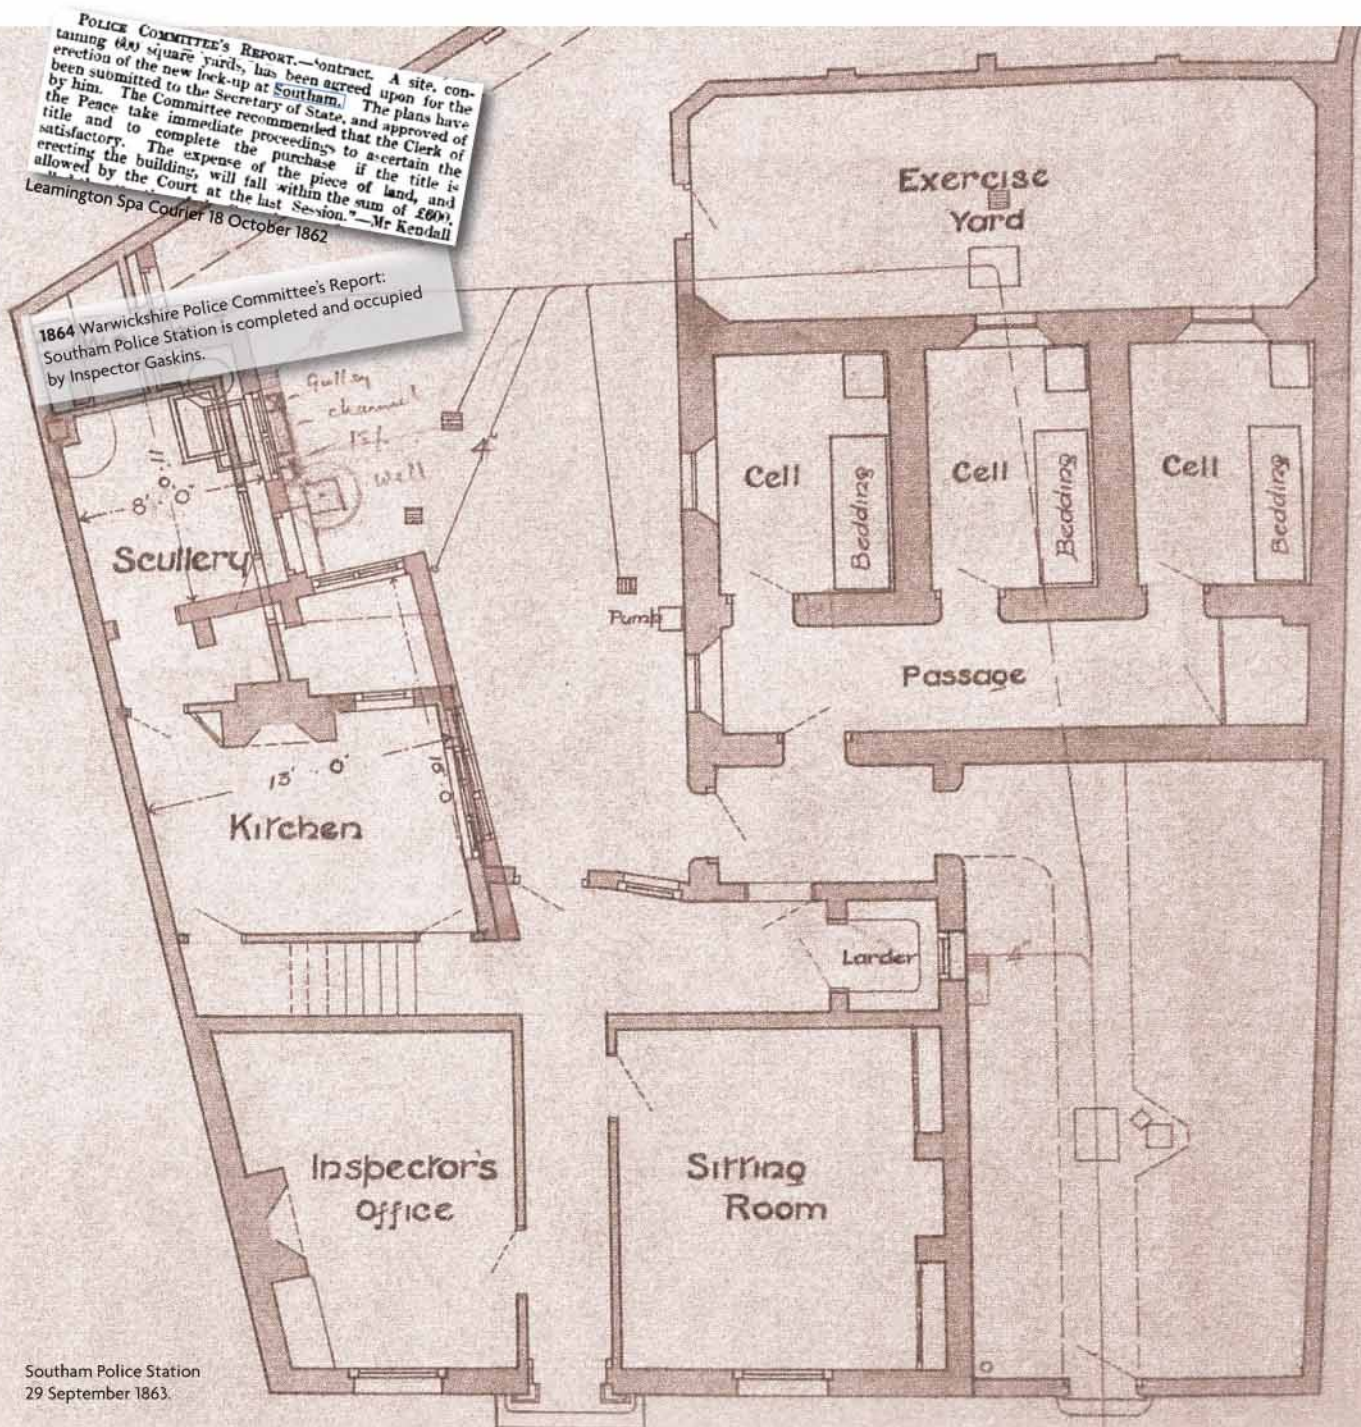 POLICE COMMITTEE'S REPORT.—'ontract. A site, con-
taining 600 square yards, has been agreed upon for the
erection of the new lock-up at Southam. The plans have
been submitted to the Secretary of State, and approved of
by him. The Committee recommended that the Clerk of
the Peace take immediate proceedings to ascertain the
title and to complete the purchase if the title is
satisfactory. The expense of the piece of land, and
erecting the building, will fall within the sum of £600,
allowed by the Court at the last Session."—Mr Kendall
Leamington Spa Courier 18 October 1862
1864 Warwickshire Police Committee's Report:
Southam Police Station is completed and occupied
by Inspector Gaskins.
Exercise
Yard
Gulley
channel
Well
4"
8'.0"
11'.0"
Scullery
Cell
Bedding
Cell
Bedding
Cell
Bedding
Pump
Passage
13'.0"
Kitchen
Larder
Inspector's
Office
Sitting
Room
Southam Police Station
29 September 1863.